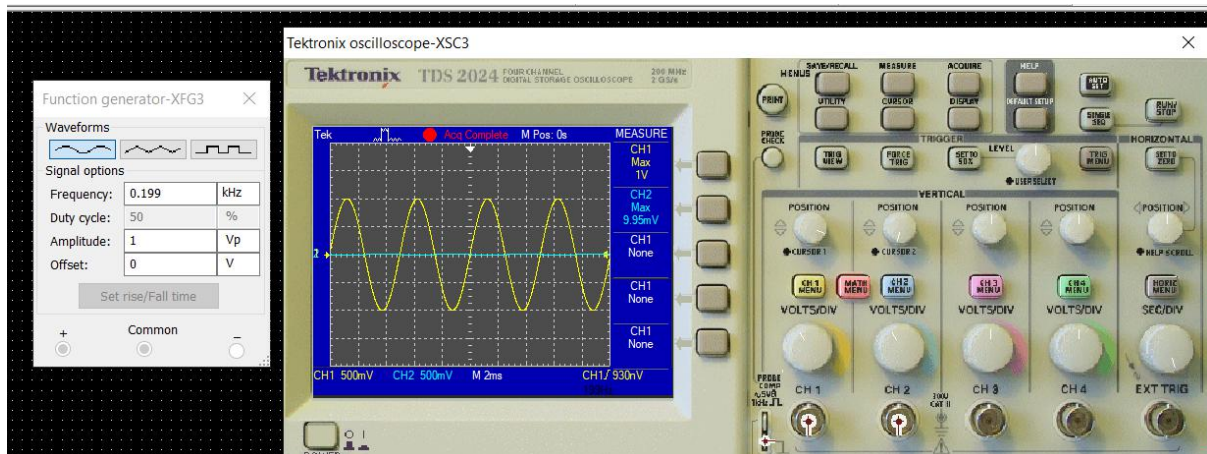 Tektronix oscilloscope-XSC3
Function generator-XFG3
Waveforms
Signal options
Frequency: 0.199 kHz
Duty cycle: 50 %
Amplitude: 1 Vp
Offset: 0 V
Set rise/Fall time
+ Common -
Tektronix TDS 2024 FOUR CHANNEL DIGITAL STORAGE OSCILLOSCOPE 200 MHz 2 GS/s
Tek Acq Complete M Pos: 0s MEASURE
CH1
Max
1V
CH2
Max
9.95mV
CH1
None
CH1
None
CH1
None
2
CH1 500mV CH2 500mV M 2ms CH1/ 930nV
MENUS
SAVE/RECALL MEASURE ACQUIRE HELP
PRINT
UTILITY CURSOR DISPLAY DEFAULT SETUP
AUTO SET
SINGLE SEQ
RUN/STOP
PROBE CHECK
TRIGGER
TRIG VIEW
FORCE TRIG
SET TO 50%
LEVEL
USER SELECT
TRIG MENU
HORIZONTAL
SET TO ZERO
VERTICAL
POSITION POSITION POSITION POSITION POSITION
CURSOR 1 CURSOR 2 HELP SCROLL
CH 1 MENU
MATH MENU
CH 2 MENU
CH 3 MENU
CH 4 MENU
HORIZ MENU
VOLTS/DIV VOLTS/DIV VOLTS/DIV VOLTS/DIV SEC/DIV
PROBE COMP
~5V@
1kHz
CH 1 CH 2 CH 3 CH 4 EXT TRIG
300V
CAT II
POWER